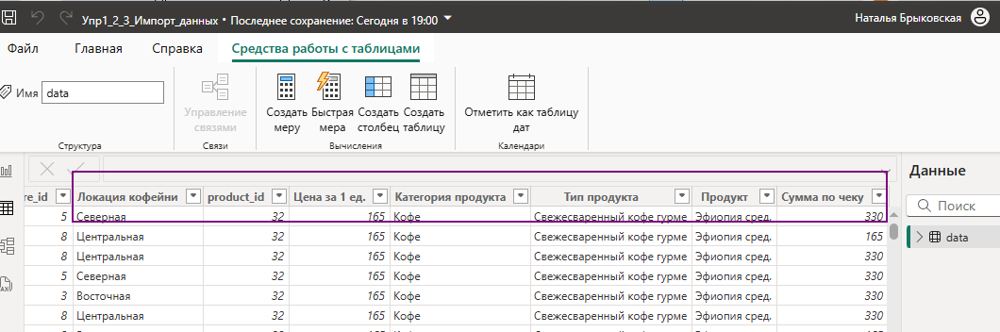 Упр1_2_3_Импорт_данных • Последнее сохранение: Сегодня в 19:00
Наталья Брыковская
Файл Главная Справка Средства работы с таблицами
Имя data
Управление связями
Создать меру
Быстрая мера
Создать столбец
Создать таблицу
Отметить как таблицу дат
Структура Связи Вычисления Календари
re_id Локация кофейни product_id Цена за 1 ед. Категория продукта Тип продукта Продукт Сумма по чеку
5 Северная 32 165 Кофе Свежесваренный кофе гурме Эфиопия сред. 330
8 Центральная 32 165 Кофе Свежесваренный кофе гурме Эфиопия сред. 165
8 Центральная 32 165 Кофе Свежесваренный кофе гурме Эфиопия сред. 330
5 Северная 32 165 Кофе Свежесваренный кофе гурме Эфиопия сред. 330
3 Восточная 32 165 Кофе Свежесваренный кофе гурме Эфиопия сред. 330
8 Центральная 32 165 Кофе Свежесваренный кофе гурме Эфиопия сред. 330
Данные
Поиск
data